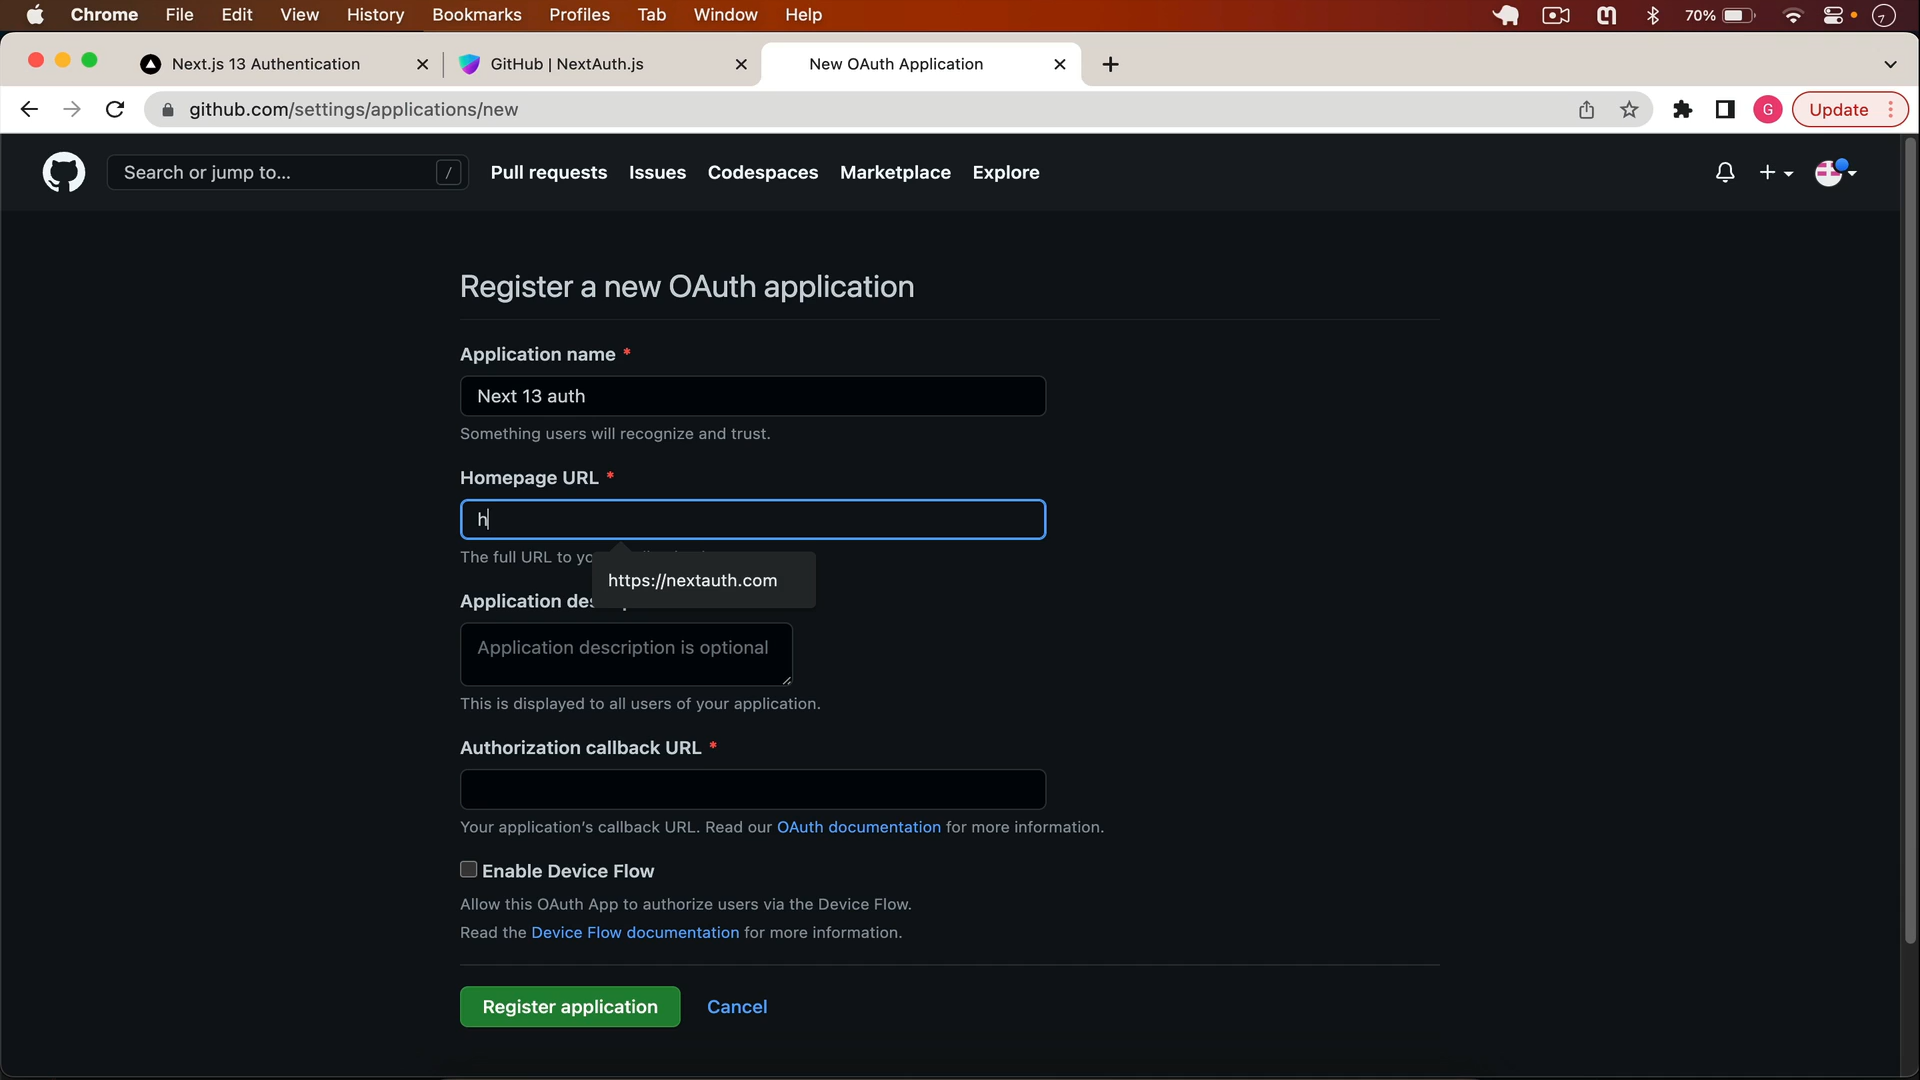 Chrome File Edit View History Bookmarks Profiles Tab Window Help 70%
Next.js 13 Authentication GitHub | NextAuth.js New OAuth Application
github.com/settings/applications/new G Update
Search or jump to... / Pull requests Issues Codespaces Marketplace Explore
Register a new OAuth application
Application name *
Next 13 auth
Something users will recognize and trust.
Homepage URL *
h
The full URL to
https://nextauth.com
Application
Application description is optional
This is displayed to all users of your application.
Authorization callback URL *
Your application's callback URL. Read our OAuth documentation for more information.
Enable Device Flow
Allow this OAuth App to authorize users via the Device Flow.
Read the Device Flow documentation for more information.
Register application Cancel